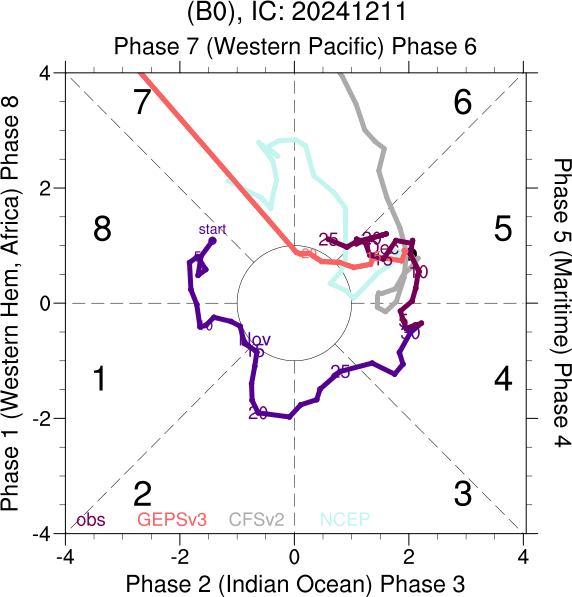 (B0), IC: 20241211
Phase 7 (Western Pacific) Phase 6
Phase 1 (Western Hem, Africa) Phase 8
Phase 5 (Maritime) Phase 4
4
2
0
-2
-4
7
6
8
5
1
4
2
3
start
25
Dec
15
10
5
30
Nov
15
25
20
obs
GEPSv3
CFSv2
NCEP
-4
-2
0
2
4
Phase 2 (Indian Ocean) Phase 3